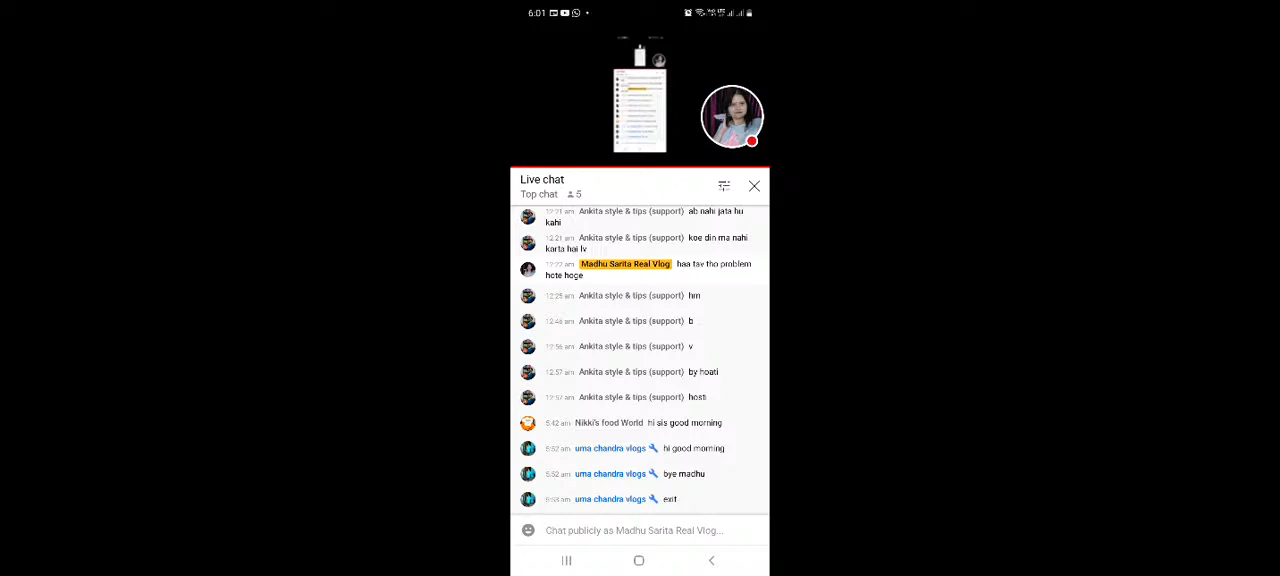 6:01
Live chat
Top chat 5
12:21 am Ankita style & tips (support) ab nahi jata hu
kahi
12:21 am Ankita style & tips (support) koe din ma nahi
karta hai lv
12:22 am Madhu Sarita Real Vlog haa tav tho problem
hote hoge
12:25 am Ankita style & tips (support) hm
12:46 am Ankita style & tips (support) b
12:56 am Ankita style & tips (support) v
12:57 am Ankita style & tips (support) by hoati
12:57 am Ankita style & tips (support) hosti
5:42 am Nikki's food World hi sis good morning
5:52 am uma chandra vlogs hi good morning
5:52 am uma chandra vlogs bye madhu
5:53 am uma chandra vlogs exit
Chat publicly as Madhu Sarita Real Vlog...